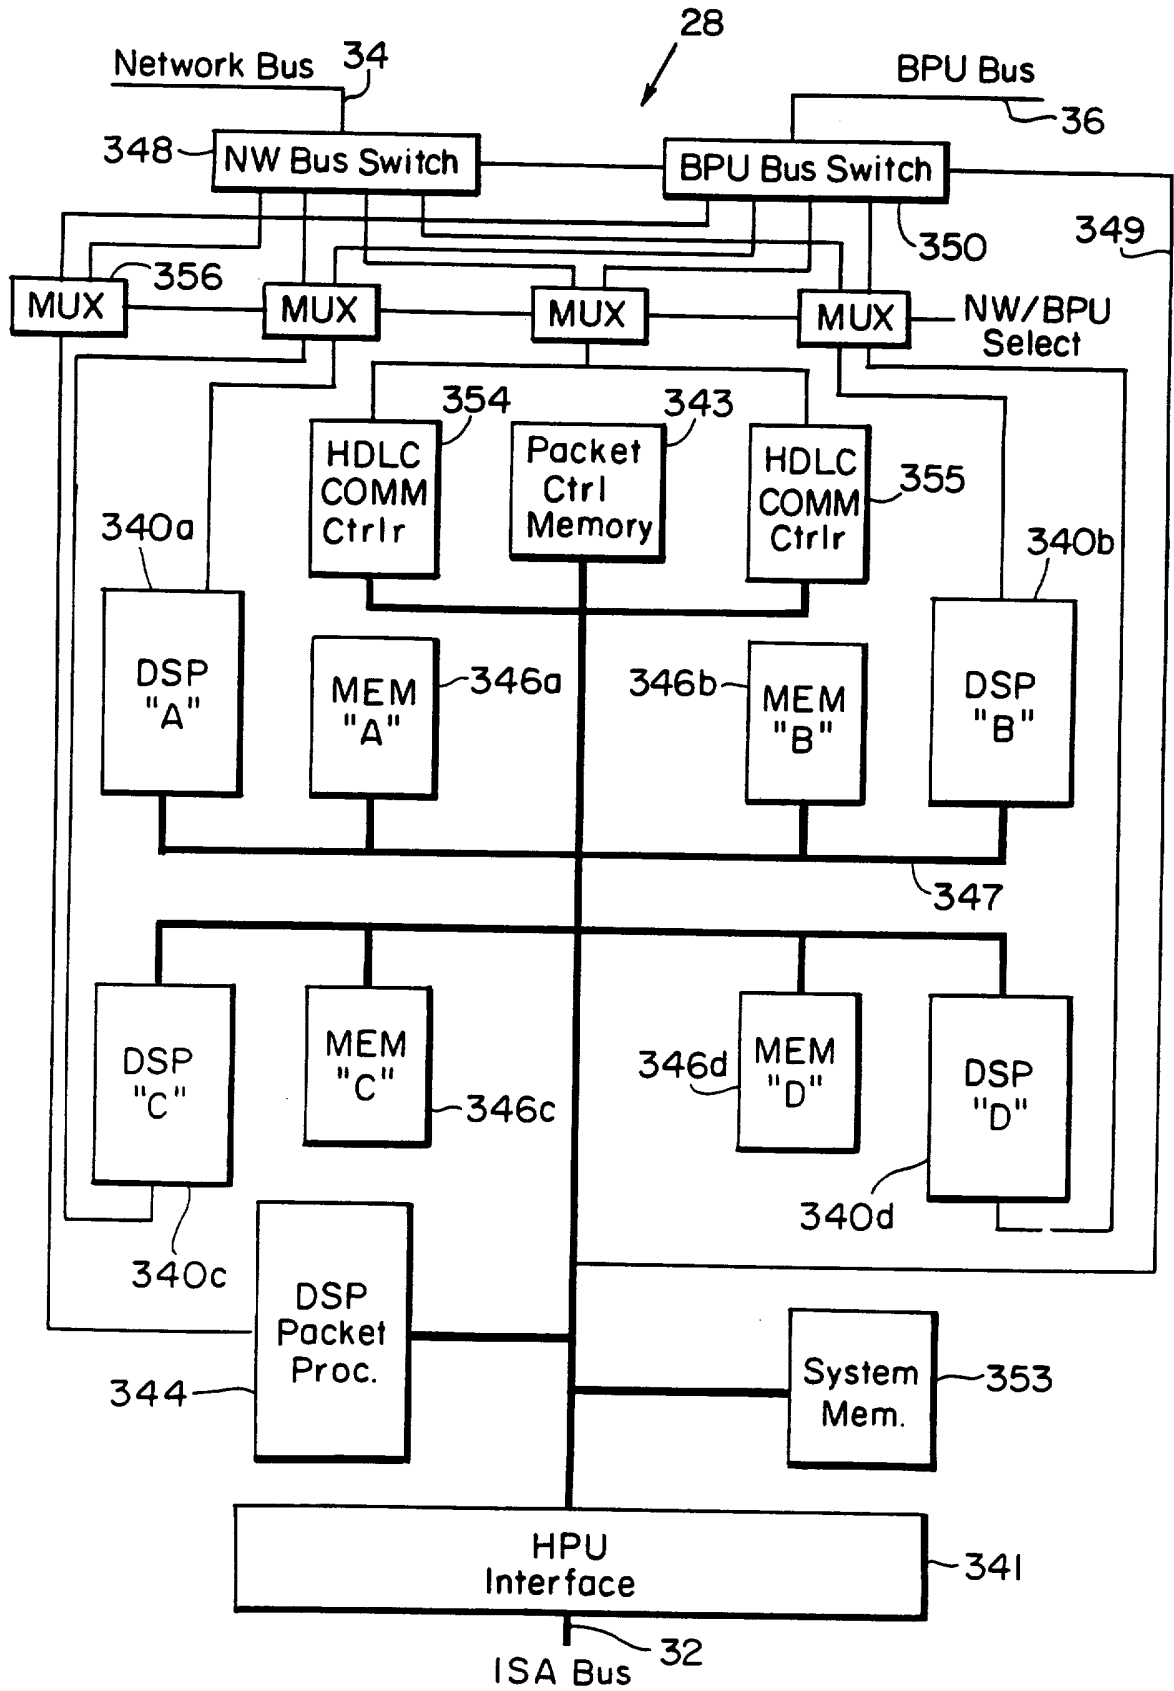 28
Network Bus
34
BPU Bus
36
348
NW Bus Switch
BPU Bus Switch
350
349
356
MUX
MUX
MUX
MUX
NW/BPU
Select
354
343
HDLC
COMM
Ctrlr
Packet
Ctrl
Memory
HDLC
COMM
Ctrlr
355
340a
340b
DSP
"A"
MEM
"A"
346a
346b
MEM
"B"
DSP
"B"
347
DSP
"C"
MEM
"C"
346c
346d
MEM
"D"
DSP
"D"
340c
340d
DSP
Packet
Proc.
344
System
Mem.
353
HPU
Interface
341
32
ISA Bus